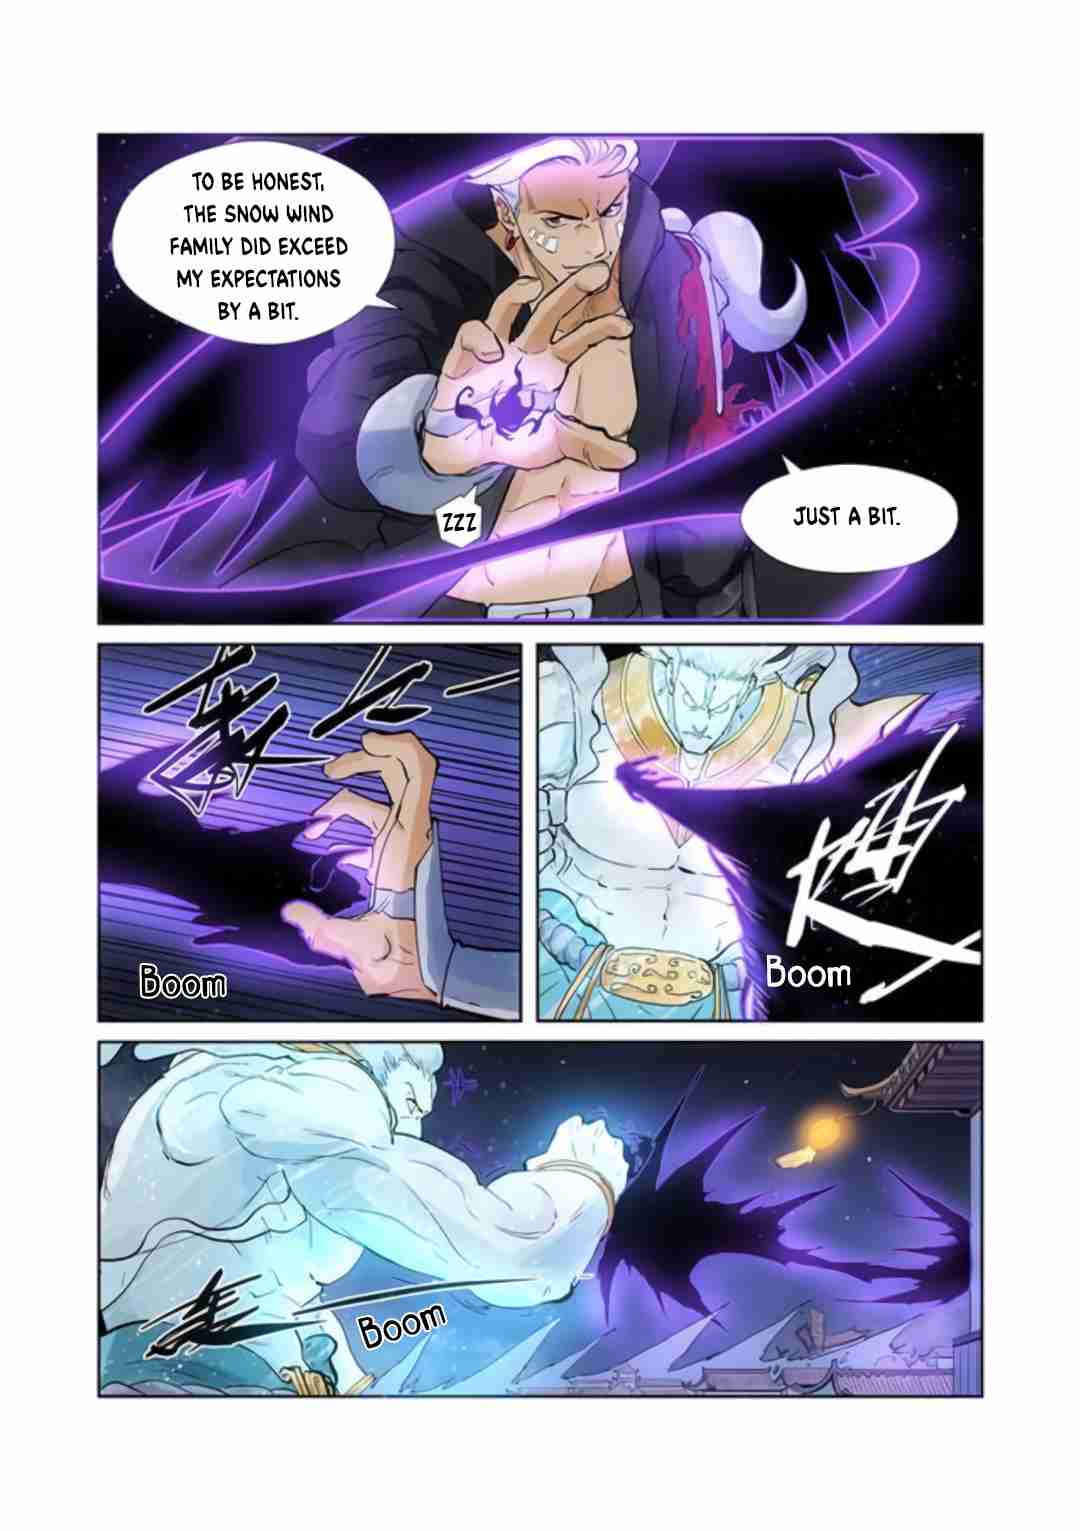 TO BE HONEST,
THE SNOW WIND
FAMILY DID EXCEED
MY EXPECTATIONS
BY A BIT.
ZZZ
JUST A BIT.
Boom
Boom
Boom